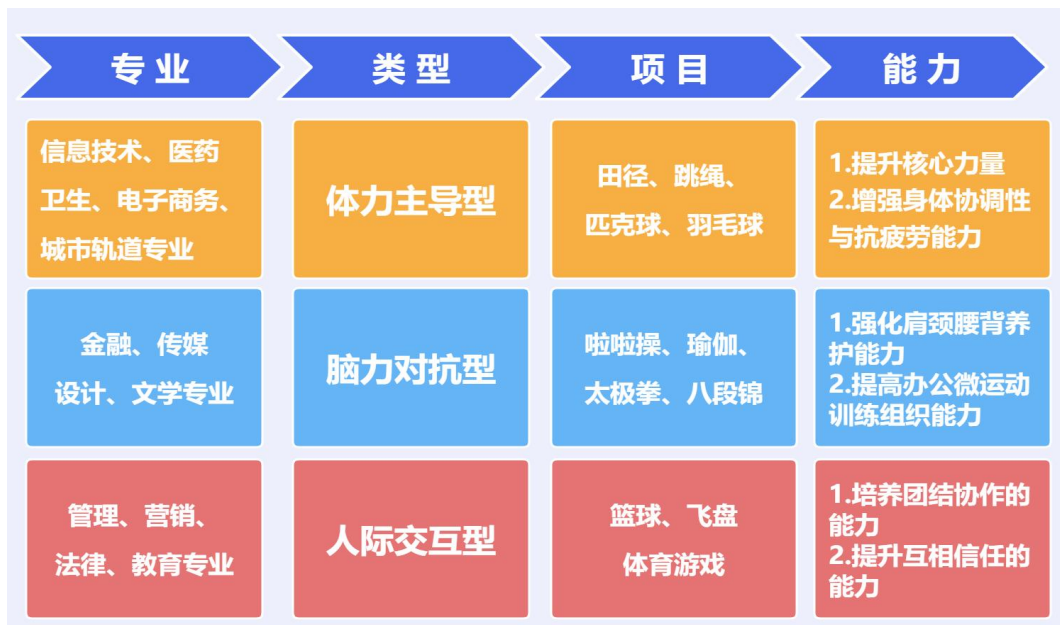 专业
类型
项目
能力
信息技术、医药
卫生、电子商务、
城市轨道专业
体力主导型
田径、跳绳、
匹克球、羽毛球
1.提升核心力量
2.增强身体协调性
与抗疲劳能力
金融、传媒
设计、文学专业
脑力对抗型
啦啦操、瑜伽、
太极拳、八段锦
1.强化肩颈腰背养
护能力
2.提高办公微运动
训练组织能力
管理、营销、
法律、教育专业
人际交互型
篮球、飞盘
体育游戏
1.培养团结协作的
能力
2.提升互相信任的
能力